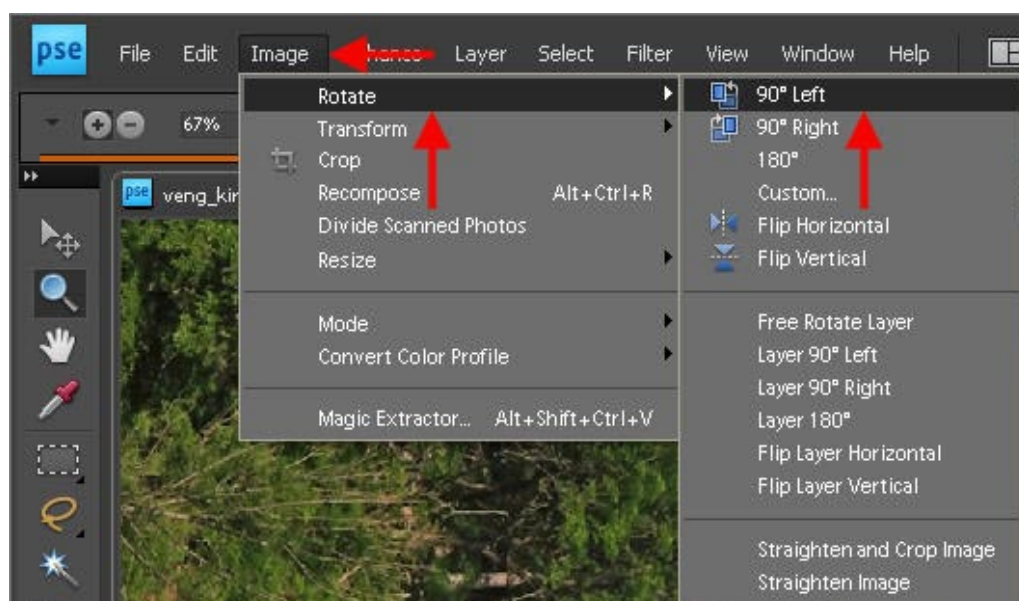 pse File Edit Image Layer Select Filter View Window Help
67%
pse veng_kir
Rotate
Transform
Crop
Recompose Alt+Ctrl+R
Divide Scanned Photos
Resize
Mode
Convert Color Profile
Magic Extractor... Alt+Shift+Ctrl+V
90° Left
90° Right
180°
Custom...
Flip Horizontal
Flip Vertical
Free Rotate Layer
Layer 90° Left
Layer 90° Right
Layer 180°
Flip Layer Horizontal
Flip Layer Vertical
Straighten and Crop Image
Straighten Image